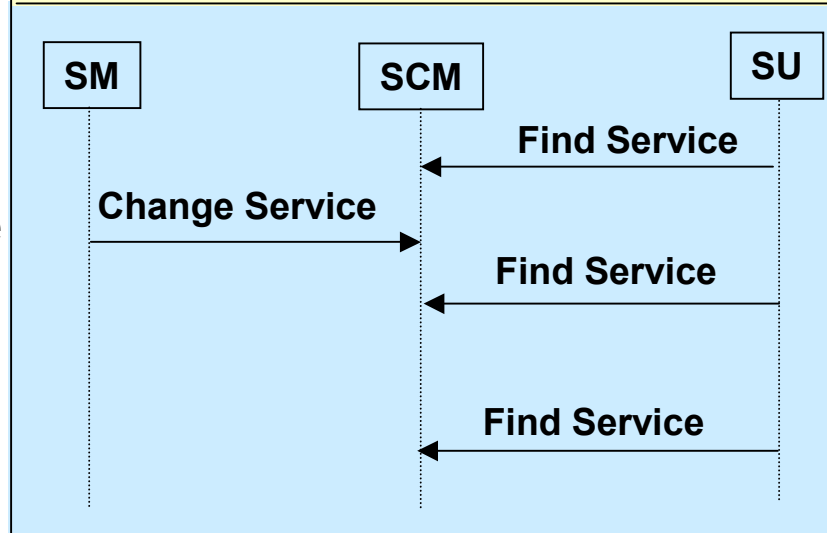 SM
SCM
SU
Find Service
Change Service
Find Service
Find Service